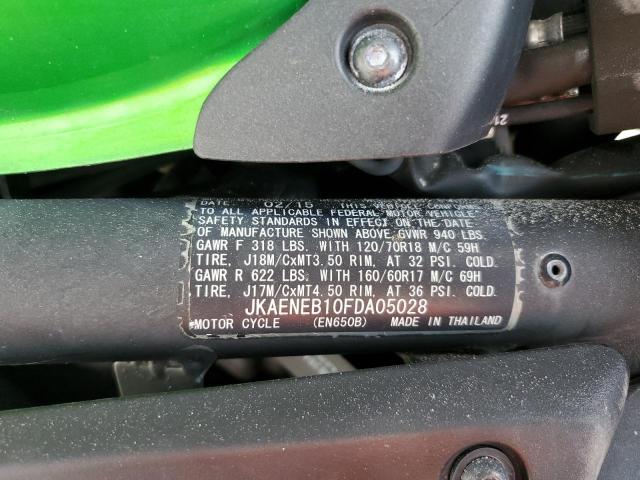 DATE 02/15 THIS VEHICLE CONFORMS
TO ALL APPLICABLE FEDERAL MOTOR VEHICLE
SAFETY STANDARDS IN EFFECT ON THE DATE
OF MANUFACTURE SHOWN ABOVE GVWR 940 LBS.
GAWR F 318 LBS. WITH 120/70R18 M/C 59H
TIRE, J18M/CxMT3.50 RIM, AT 32 PSI. COLD.
GAWR R 622 LBS. WITH 160/60R17 M/C 69H
TIRE, J17M/CxMT4.50 RIM, AT 36 PSI. COLD.
JKAENEB10FDA05028
MOTOR CYCLE (EN650B) MADE IN THAILAND